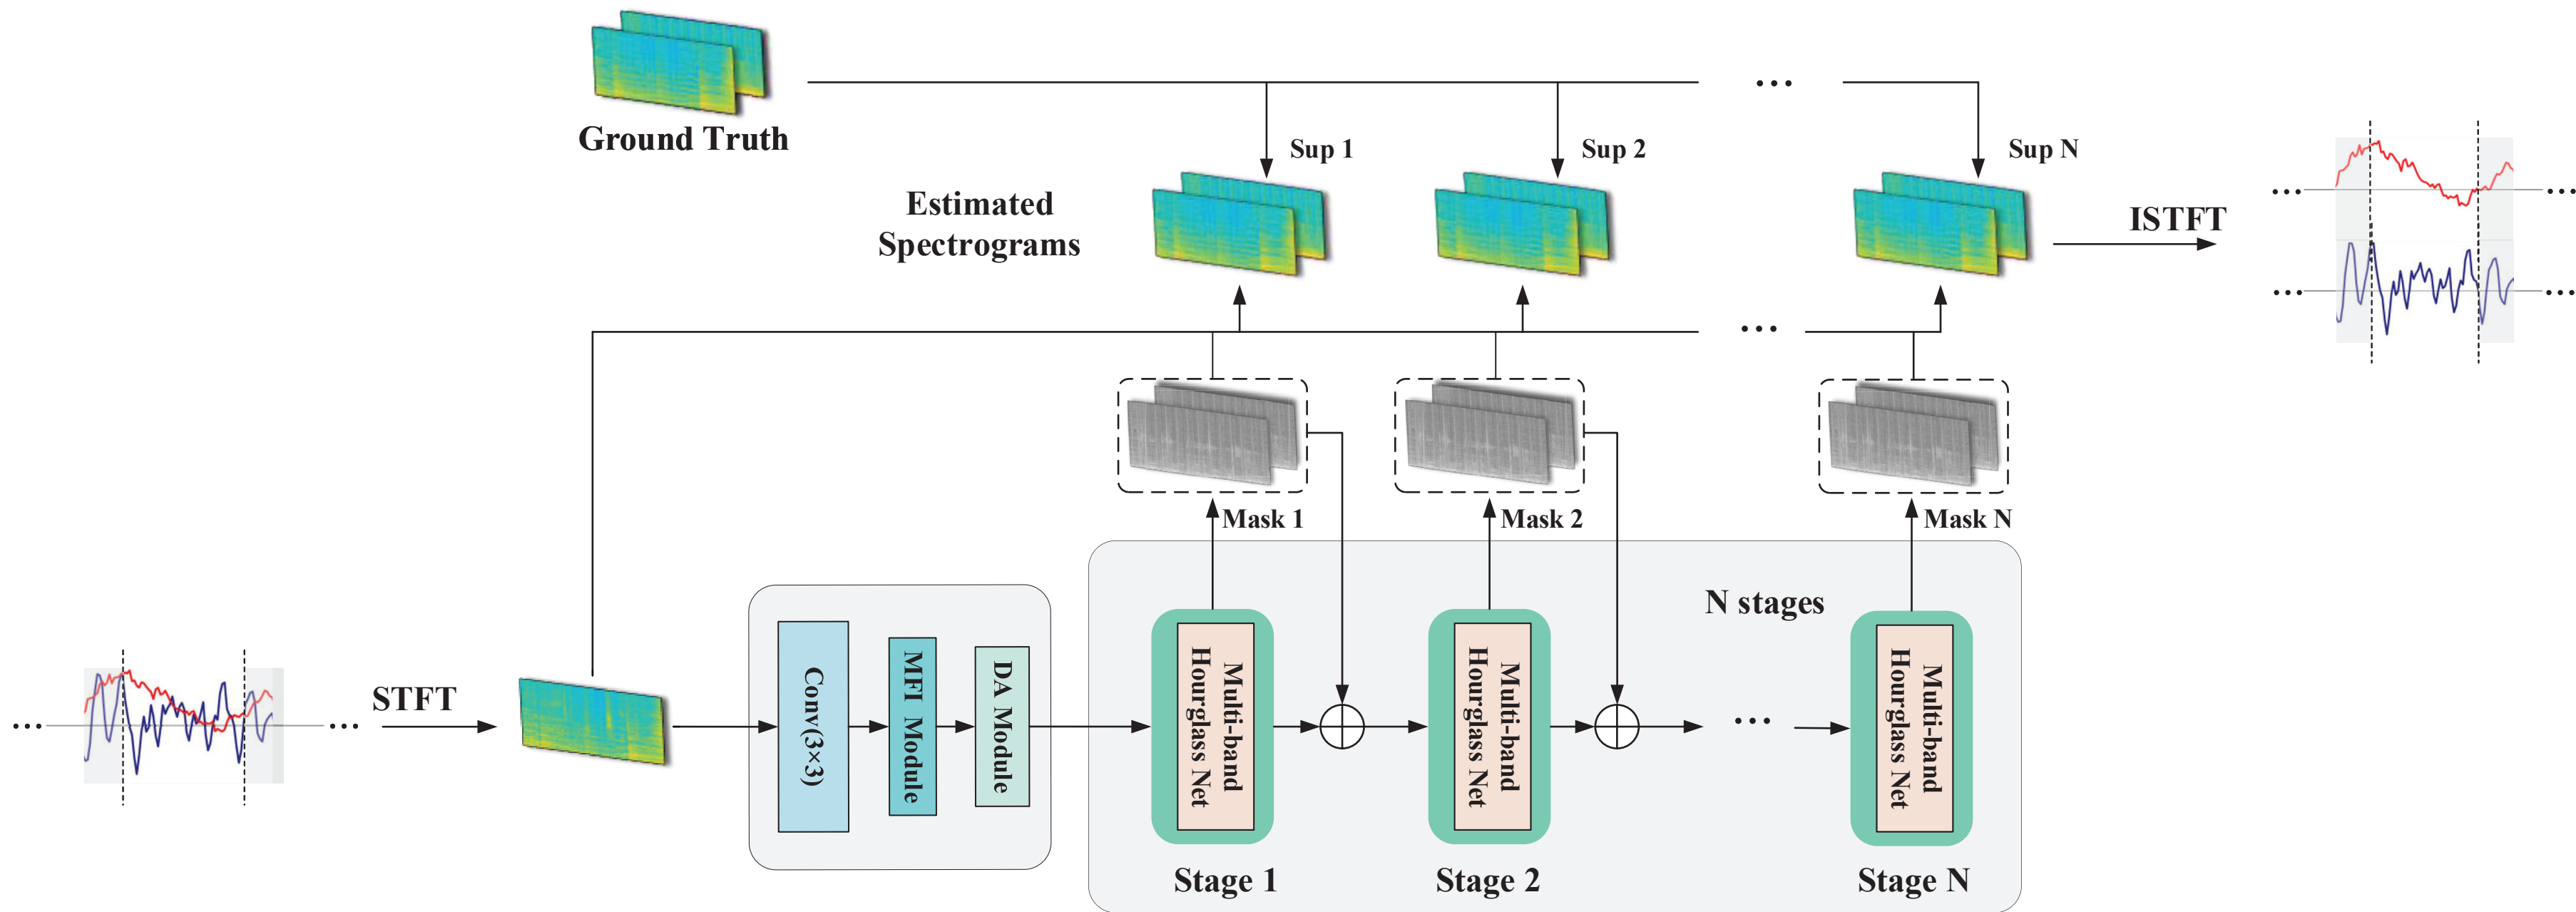 Ground Truth
...
Sup 1
Sup 2
Sup N
Estimated
Spectrograms
ISTFT
...
...
...
...
...
Mask 1
Mask 2
Mask N
N stages
STFT
...
...
Conv(3×3)
MFI Module
DA Module
Multi-band
Hourglass Net
Multi-band
Hourglass Net
...
Multi-band
Hourglass Net
Stage 1
Stage 2
Stage N